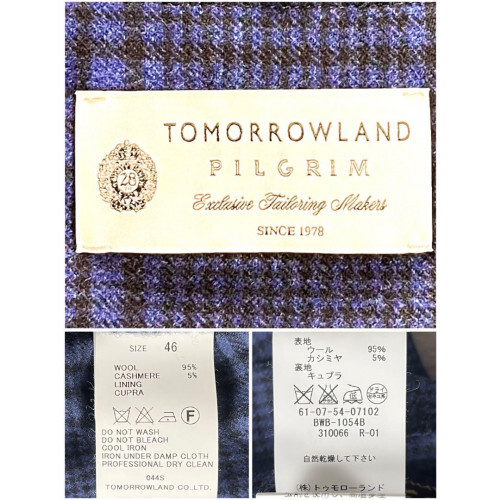 TOMORROWLAND
PILGRIM
28
Exclusive Tailoring Makers
SINCE 1978
SIZE 46
WOOL 95%
CASHMERE 5%
LINING
CUPRA
F
DO NOT WASH
DO NOT BLEACH
COOL IRON
IRON UNDER DAMP CLOTH
PROFESSIONAL DRY CLEAN
044S
TOMORROWLAND CO.,LTD.
表地
ウール 95%
カシミヤ 5%
裏地
キュプラ
ドライ
61-07-54-07102
BWB-1054B
310066 R-01
自然乾燥して下さい
(株)トゥモローランド